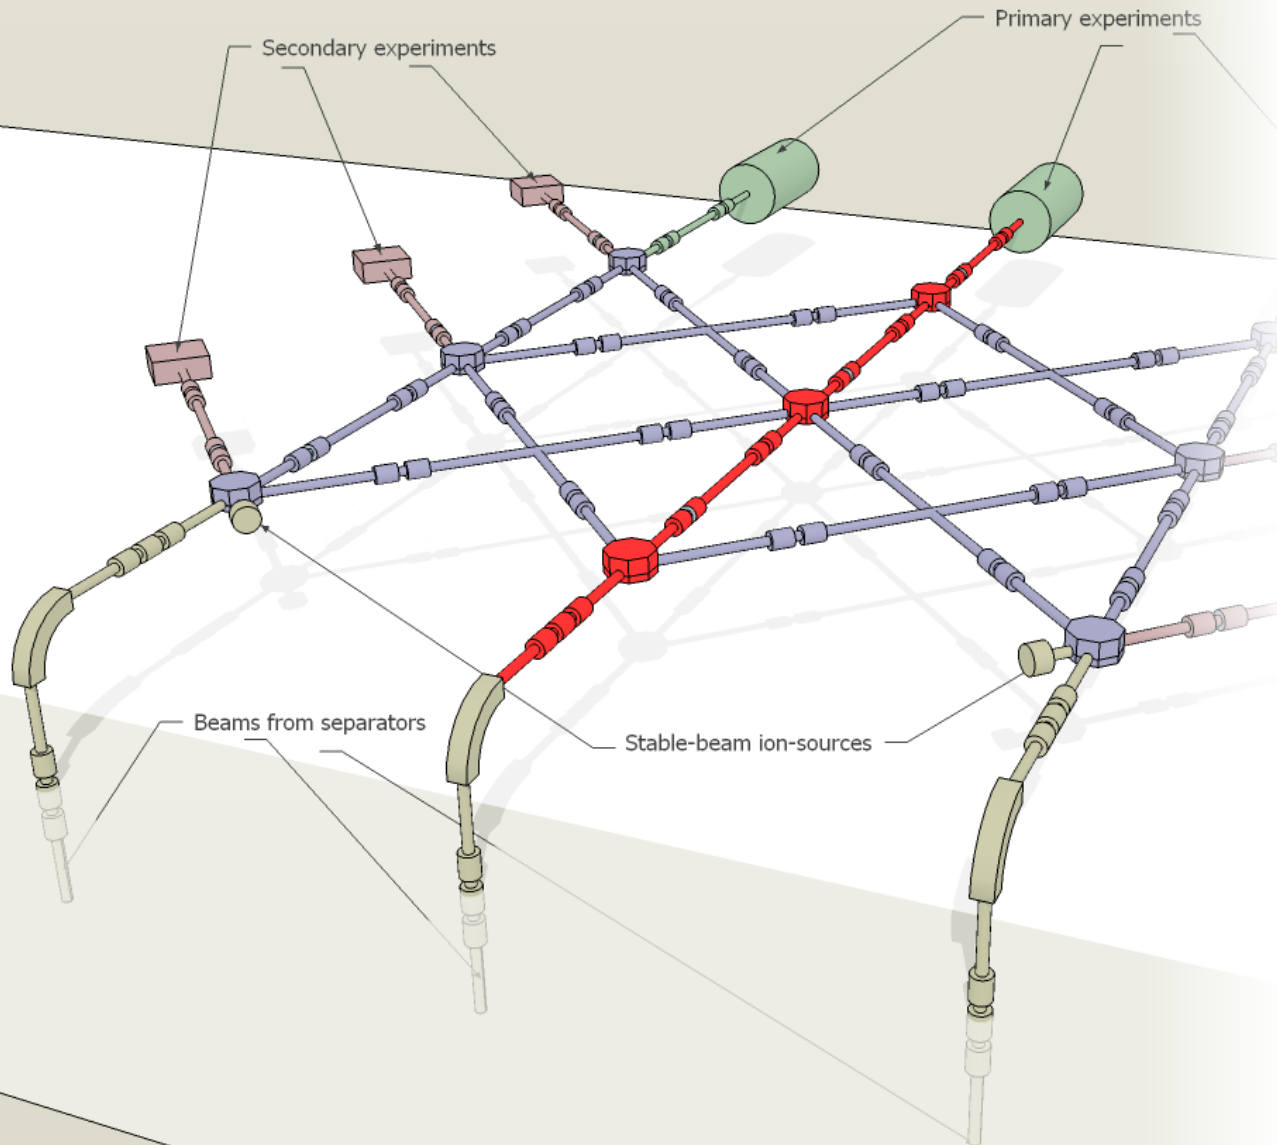 Primary experiments
Secondary experiments
Beams from separators
Stable-beam ion-sources